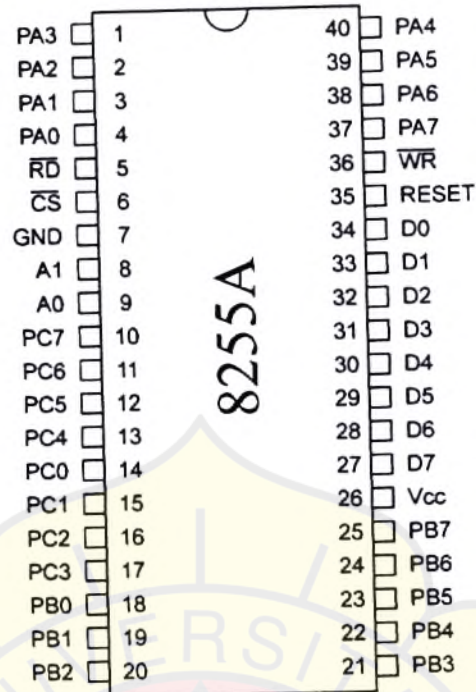 PA3 1 40 PA4
PA2 2 39 PA5
PA1 3 38 PA6
PA0 4 37 PA7
R̅D̅ 5 36 W̅R̅
C̅S̅ 6 35 RESET
GND 7 34 D0
A1 8 33 D1
A0 9 32 D2
PC7 10 31 D3
PC6 11 30 D4
PC5 12 29 D5
PC4 13 28 D6
PC0 14 27 D7
PC1 15 26 Vcc
PC2 16 25 PB7
PC3 17 24 PB6
PB0 18 23 PB5
PB1 19 22 PB4
PB2 20 21 PB3
8255A